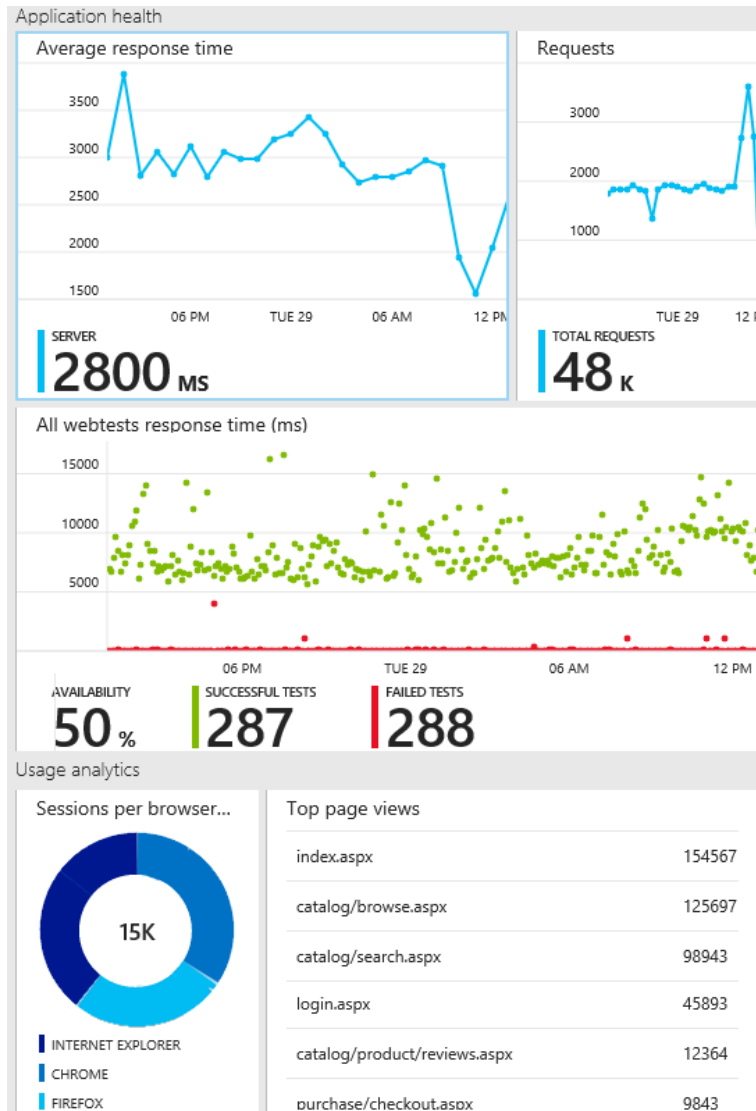 Application health
Average response time
3500
3000
2500
2000
1500
06 PM
TUE 29
06 AM
12 PM
SERVER
2800 MS
Requests
3000
2000
1000
TUE 29
12
TOTAL REQUESTS
48 K
All webtests response time (ms)
15000
10000
5000
06 PM
TUE 29
06 AM
12 PM
AVAILABILITY
50 %
SUCCESSFUL TESTS
287
FAILED TESTS
288
Usage analytics
Sessions per browser...
15K
INTERNET EXPLORER
CHROME
FIREFOX
Top page views
index.aspx 154567
catalog/browse.aspx 125697
catalog/search.aspx 98943
login.aspx 45893
catalog/product/reviews.aspx 12364
purchase/checkout.aspx 9843